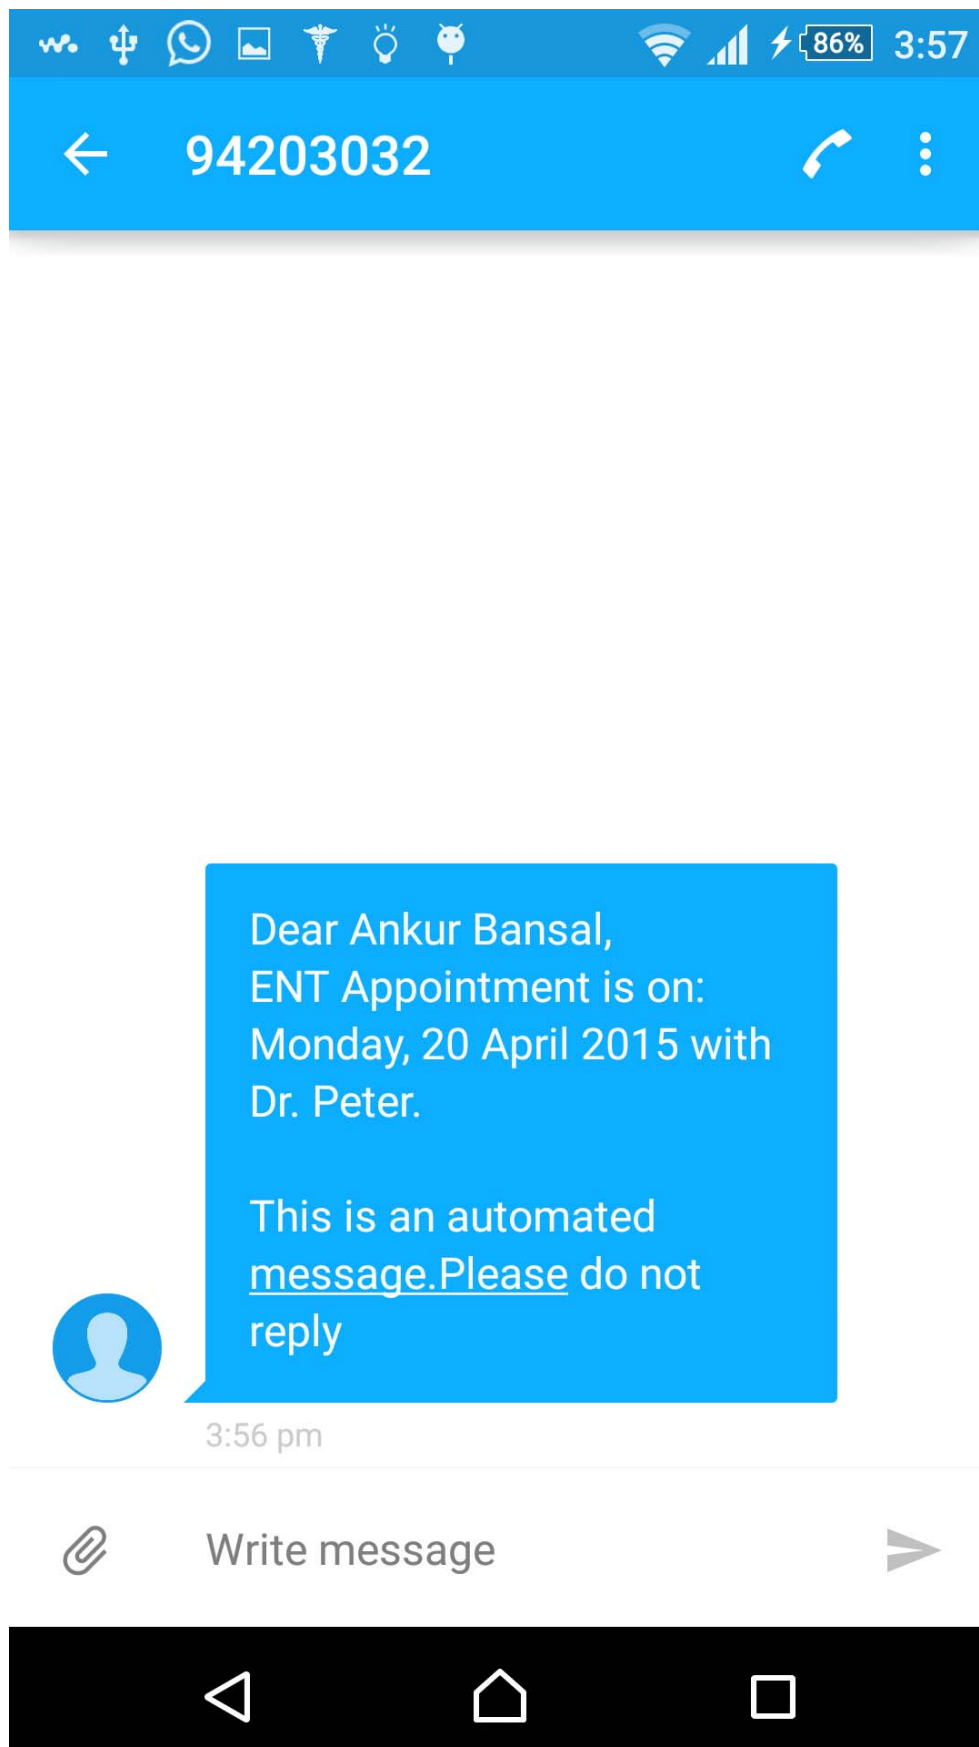 86% 3:57
94203032
Dear Ankur Bansal,
ENT Appointment is on:
Monday, 20 April 2015 with
Dr. Peter.
This is an automated
message.Please do not
reply
3:56 pm
Write message